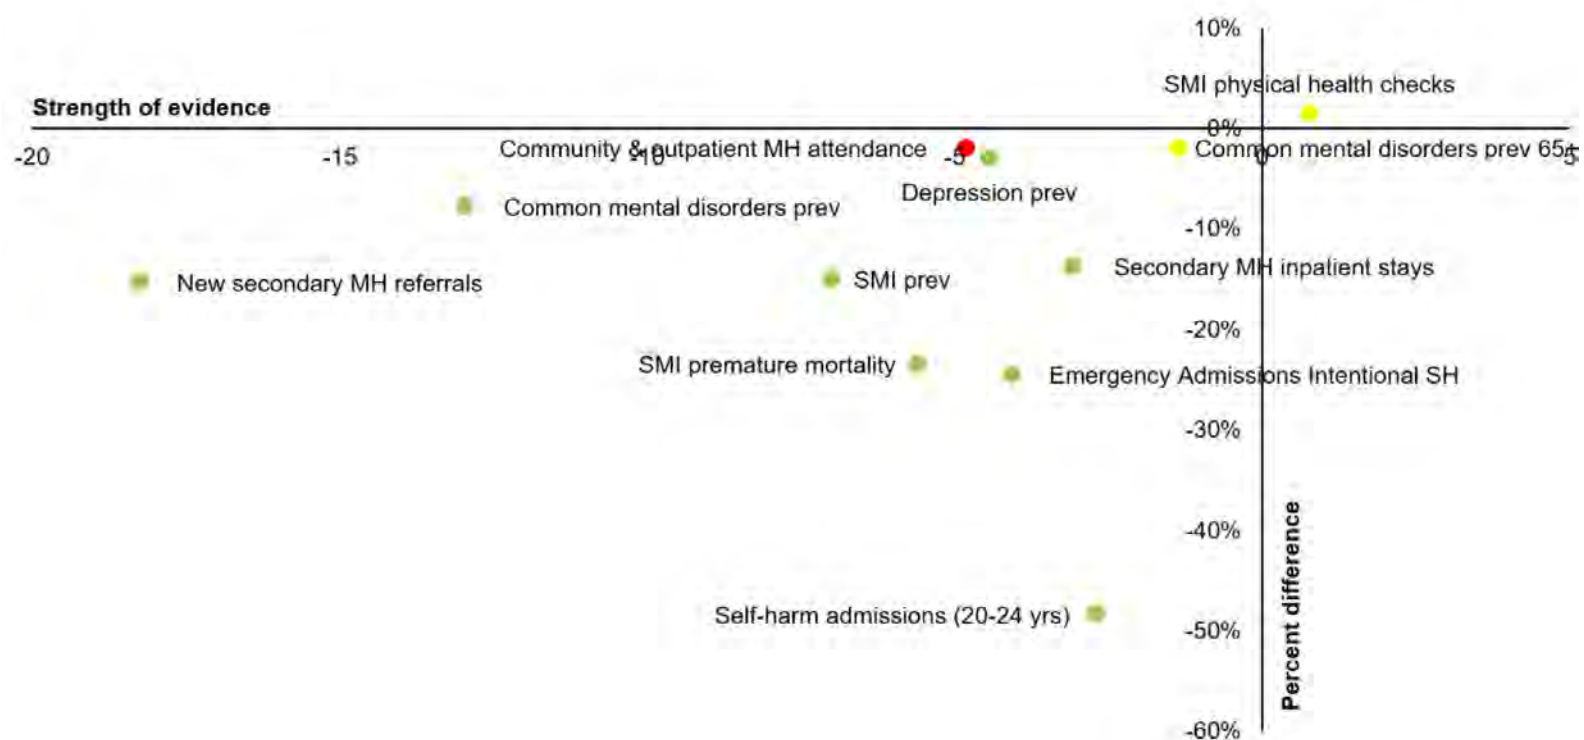 10%
SMI physical health checks
Strength of evidence
0%
-20
-15
Community & outpatient MH attendance
-10
-5
Common mental disorders prev 65+
0
5
Depression prev
Common mental disorders prev
-10%
Secondary MH inpatient stays
New secondary MH referrals
SMI prev
-20%
SMI premature mortality
Emergency Admissions Intentional SH
-30%
-40%
Percent difference
Self-harm admissions (20-24 yrs)
-50%
-60%